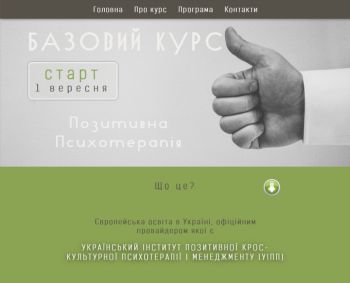 Головна Про курс Програма Контакти
БАЗОВИЙ КУРС
старт
1 вересня
Позитивна
Психотерапія
Що це?
Європейська освіта в Україні, офіційним
провайдером якої є
УКРАЇНСЬКИЙ ІНСТИТУТ ПОЗИТИВНОЇ КРОС-
КУЛЬТУРНОЇ ПСИХОТЕРАПІЇ І МЕНЕДЖМЕНТУ (УІПП)